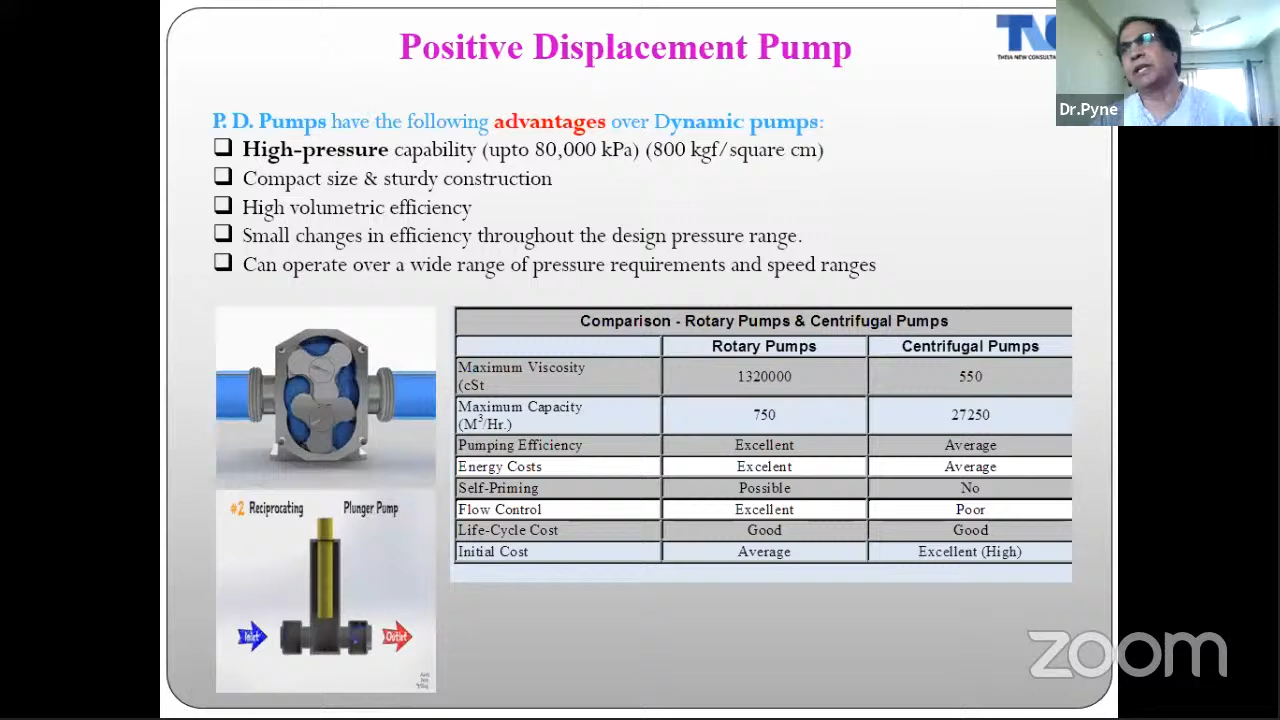 Positive Displacement Pump
THEIA NEW CONSULTA
Dr.Pyne
P. D. Pumps have the following advantages over Dynamic pumps:
High-pressure capability (upto 80,000 kPa) (800 kgf/square cm)
Compact size & sturdy construction
High volumetric efficiency
Small changes in efficiency throughout the design pressure range.
Can operate over a wide range of pressure requirements and speed ranges
Comparison - Rotary Pumps & Centrifugal Pumps
Rotary Pumps Centrifugal Pumps
Maximum Viscosity (cSt 1320000 550
Maximum Capacity (M3/Hr.) 750 27250
Pumping Efficiency Excellent Average
Energy Costs Excelent Average
Self-Priming Possible No
Flow Control Excellent Poor
Life-Cycle Cost Good Good
Initial Cost Average Excellent (High)
#2 Reciprocating Plunger Pump
Inlet Outlet
zoom